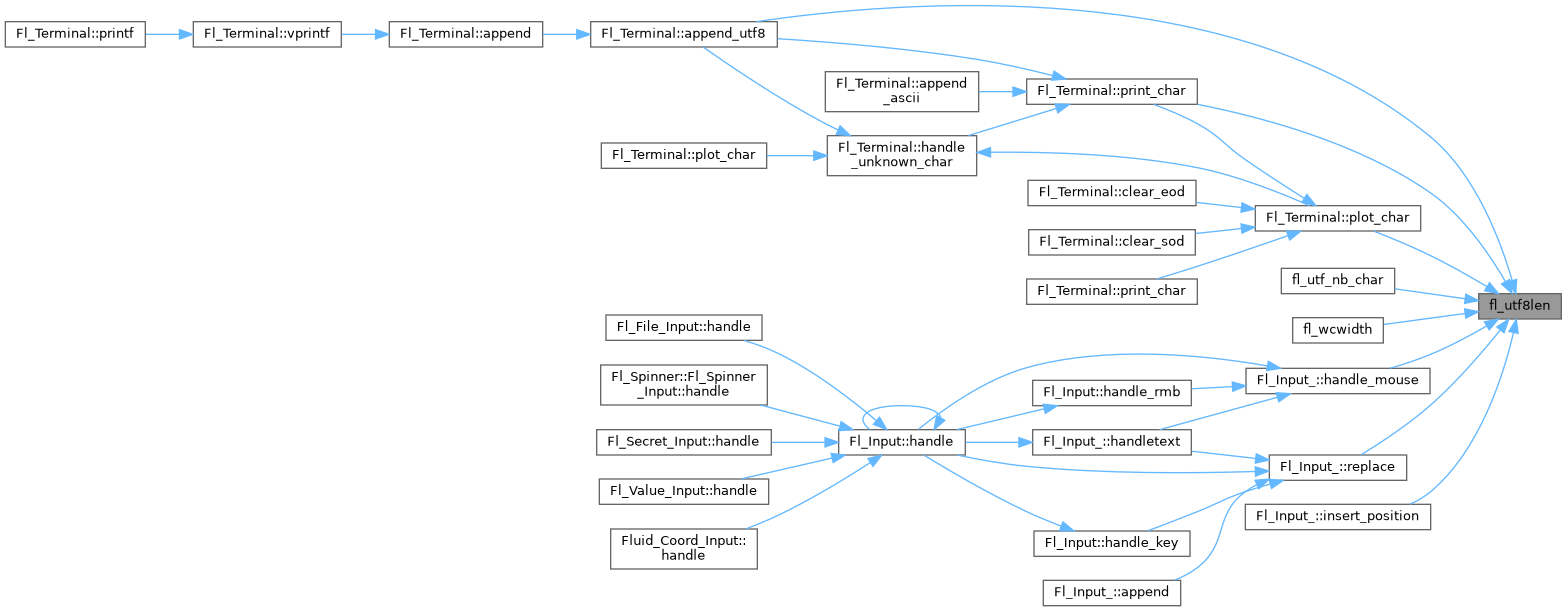 Fl_Terminal::printf
Fl_Terminal::vprintf
Fl_Terminal::append
Fl_Terminal::append_utf8
Fl_Terminal::append
_ascii
Fl_Terminal::print_char
Fl_Terminal::plot_char
Fl_Terminal::handle
_unknown_char
Fl_Terminal::clear_eod
Fl_Terminal::plot_char
Fl_Terminal::clear_sod
Fl_Terminal::print_char
fl_utf_nb_char
fl_utf8len
fl_wcwidth
Fl_File_Input::handle
Fl_Spinner::Fl_Spinner
_Input::handle
Fl_Input::handle_rmb
Fl_Input_::handle_mouse
Fl_Secret_Input::handle
Fl_Input::handle
Fl_Input_::handletext
Fl_Input_::replace
Fl_Value_Input::handle
Fl_Input_::insert_position
Fluid_Coord_Input::
handle
Fl_Input::handle_key
Fl_Input_::append